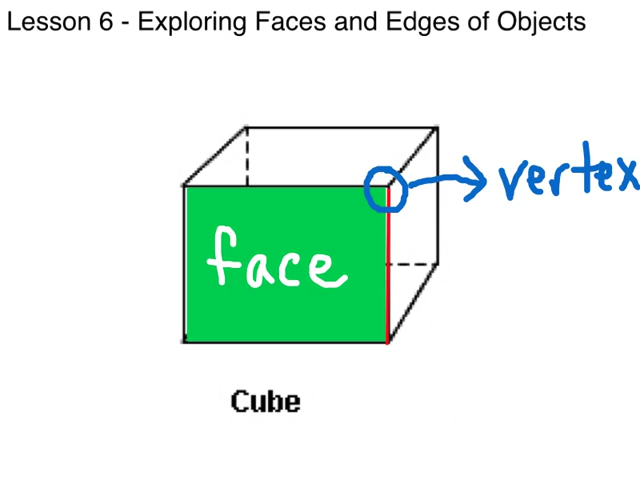 Lesson 6 - Exploring Faces and Edges of Objects
vertex
face
Cube